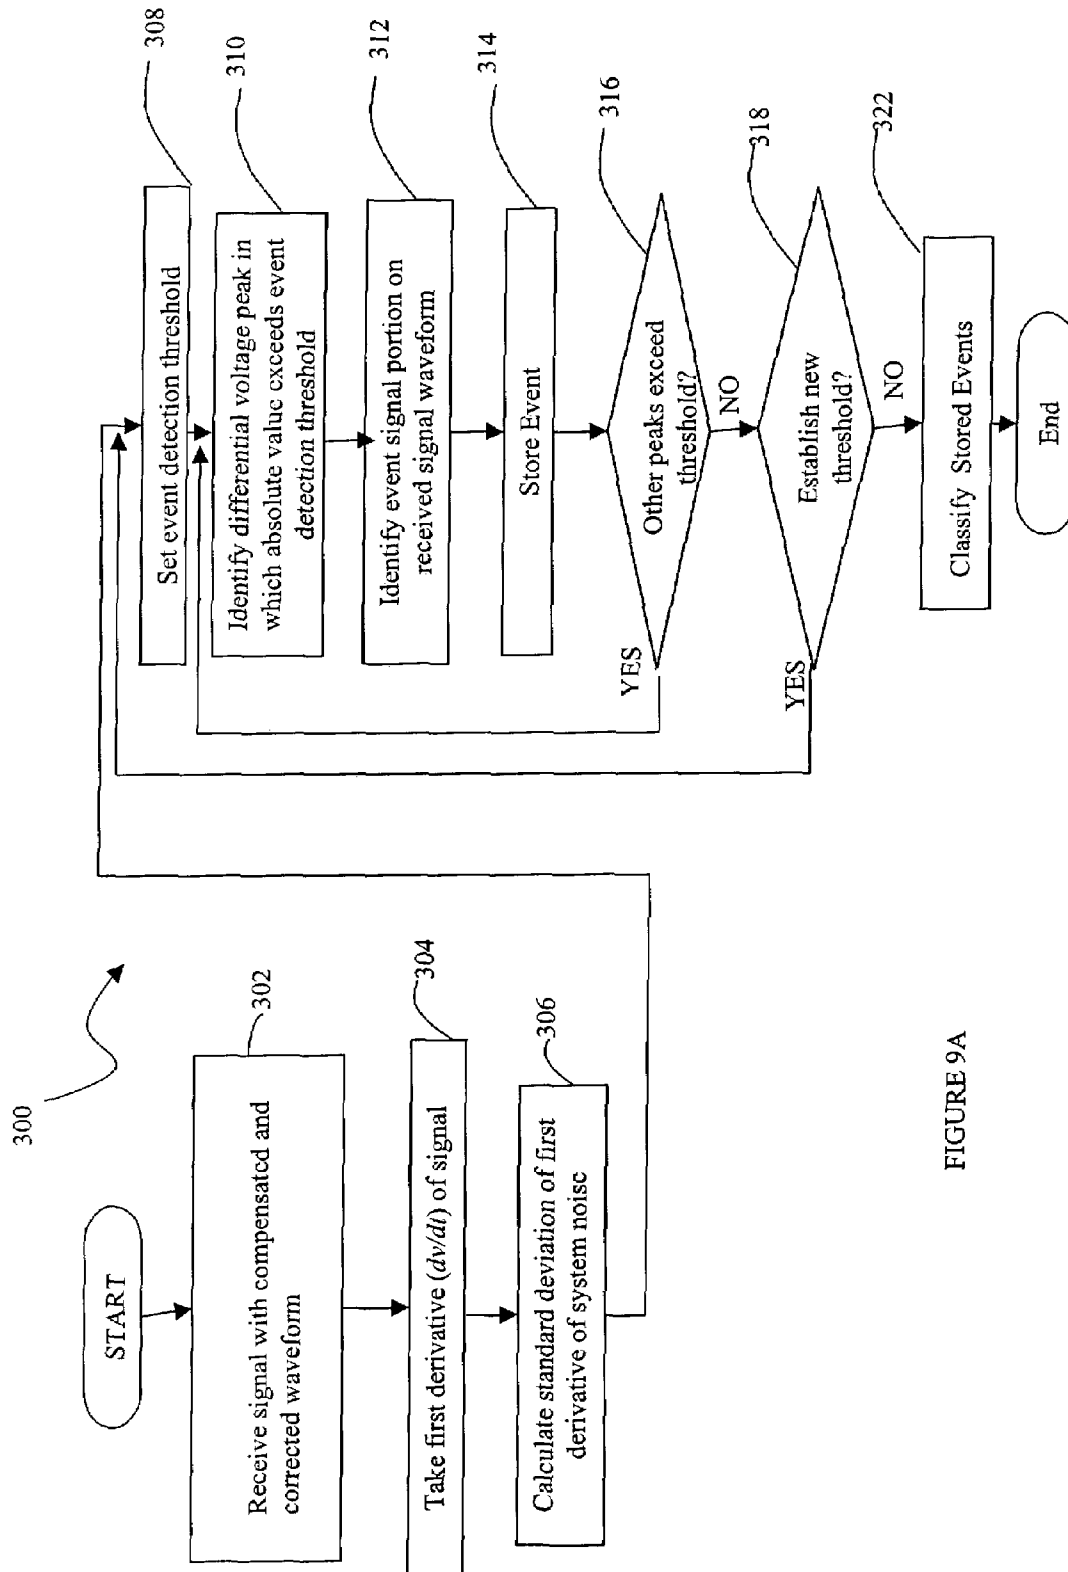 300
START
Receive signal with compensated and
corrected waveform
302
Take first derivative (dv/dt) of signal
304
Calculate standard deviation of first
derivative of system noise
306
Set event detection threshold
308
Identify differential voltage peak in
which absolute value exceeds event
detection threshold
310
Identify event signal portion on
received signal waveform
312
Store Event
314
Other peaks exceed
threshold?
316
YES
NO
Establish new
threshold?
318
YES
NO
Classify Stored Events
322
End
FIGURE 9A